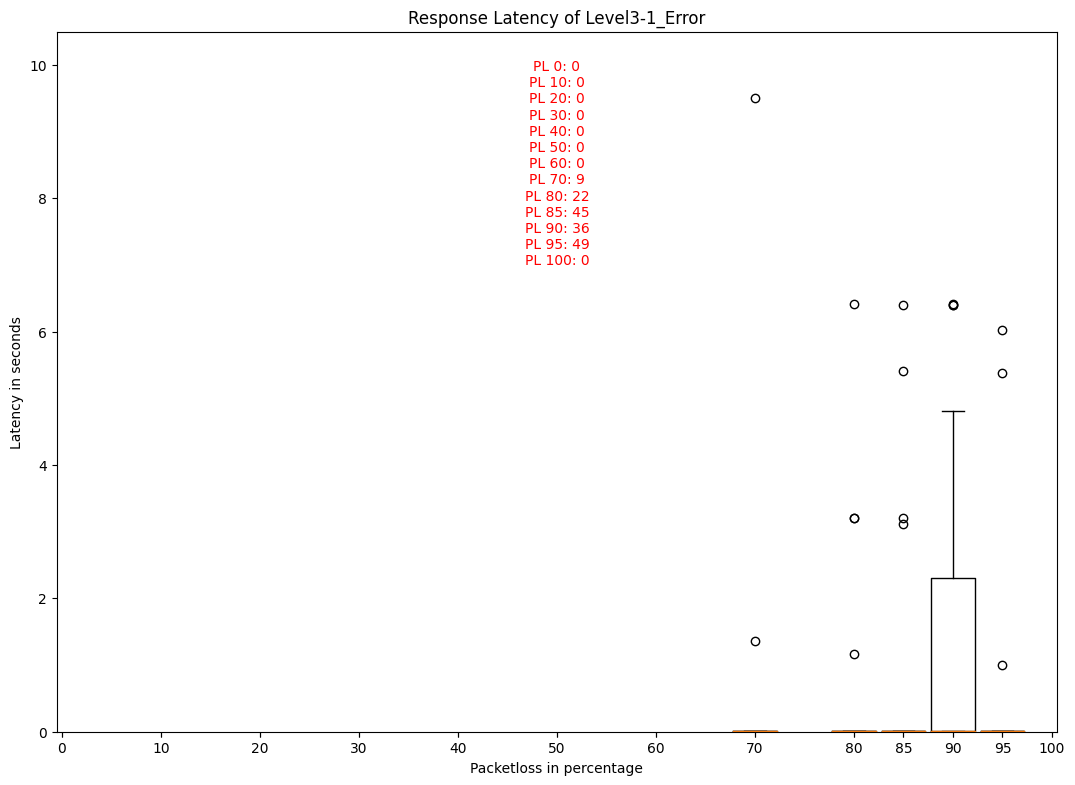 Response Latency of Level3-1_Error
PL 0: 0
PL 10: 0
PL 20: 0
PL 30: 0
PL 40: 0
PL 50: 0
PL 60: 0
PL 70: 9
PL 80: 22
PL 85: 45
PL 90: 36
PL 95: 49
PL 100: 0
Latency in seconds
10
8
6
4
2
0
0 10 20 30 40 50 60 70 80 85 90 95 100
Packetloss in percentage